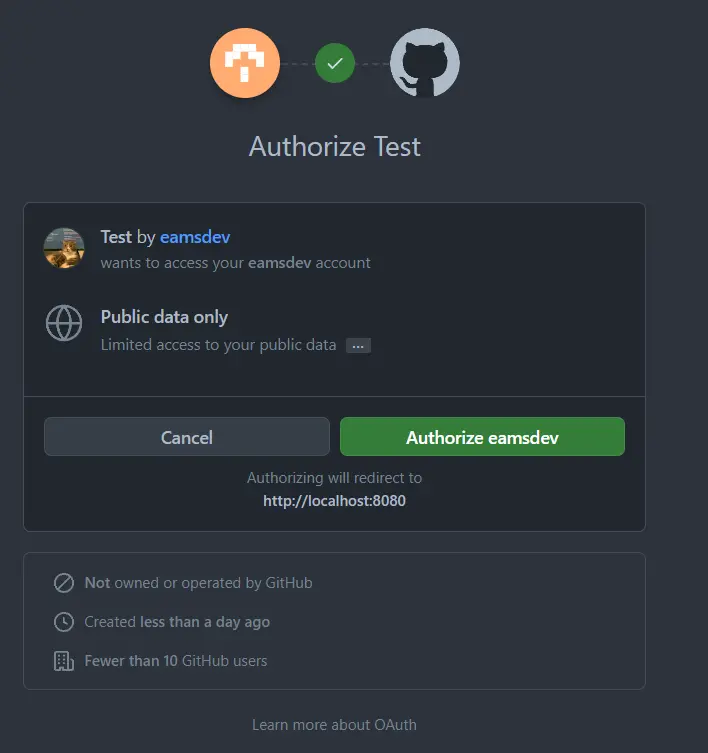 Authorize Test
Test by eamsdev
wants to access your eamsdev account
Public data only
Limited access to your public data ...
Cancel
Authorize eamsdev
Authorizing will redirect to
http://localhost:8080
Not owned or operated by GitHub
Created less than a day ago
Fewer than 10 GitHub users
Learn more about OAuth